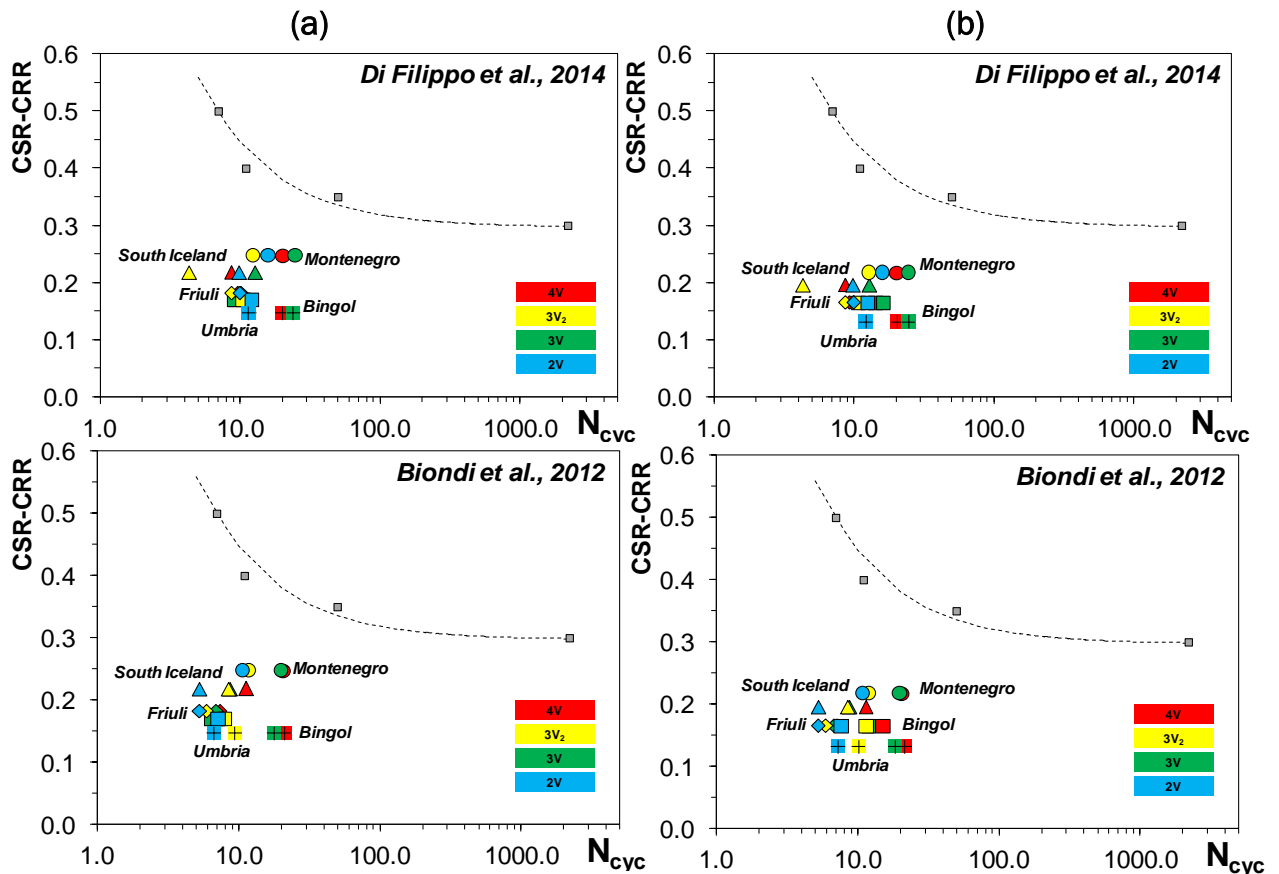 (a)
(b)
CSR-CRR
0.6
0.5
0.4
0.3
0.2
0.1
0.0
Di Filippo et al., 2014
South Iceland
Montenegro
Friuli
Bingol
Umbria
4V
3V2
3V
2V
1.0
10.0
100.0
1000.0
Ncyc
CSR-CRR
0.6
0.5
0.4
0.3
0.2
0.1
0.0
Di Filippo et al., 2014
South Iceland
Montenegro
Friuli
Bingol
Umbria
4V
3V2
3V
2V
1.0
10.0
100.0
1000.0
Ncyc
CSR-CRR
0.6
0.5
0.4
0.3
0.2
0.1
0.0
Biondi et al., 2012
South Iceland
Montenegro
Friuli
Bingol
Umbria
4V
3V2
3V
2V
1.0
10.0
100.0
1000.0
Ncyc
CSR-CRR
0.6
0.5
0.4
0.3
0.2
0.1
0.0
Biondi et al., 2012
South Iceland
Montenegro
Friuli
Bingol
Umbria
4V
3V2
3V
2V
1.0
10.0
100.0
1000.0
Ncyc